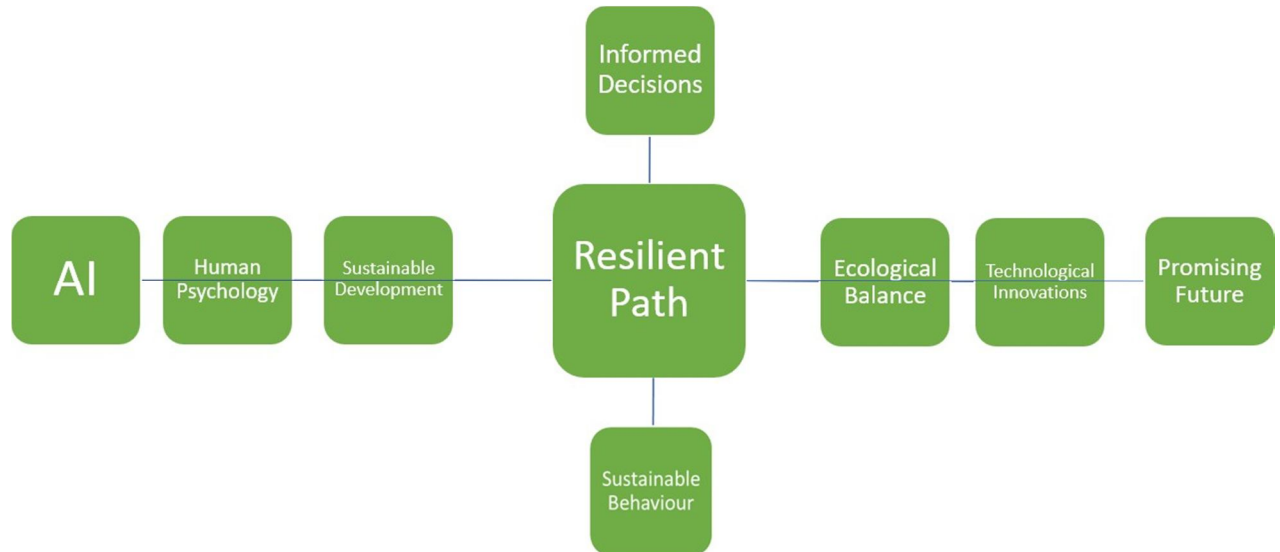 Informed
Decisions
AI
Human
Psychology
Sustainable
Development
Resilient
Path
Ecological
Balance
Technological
Innovations
Promising
Future
Sustainable
Behaviour